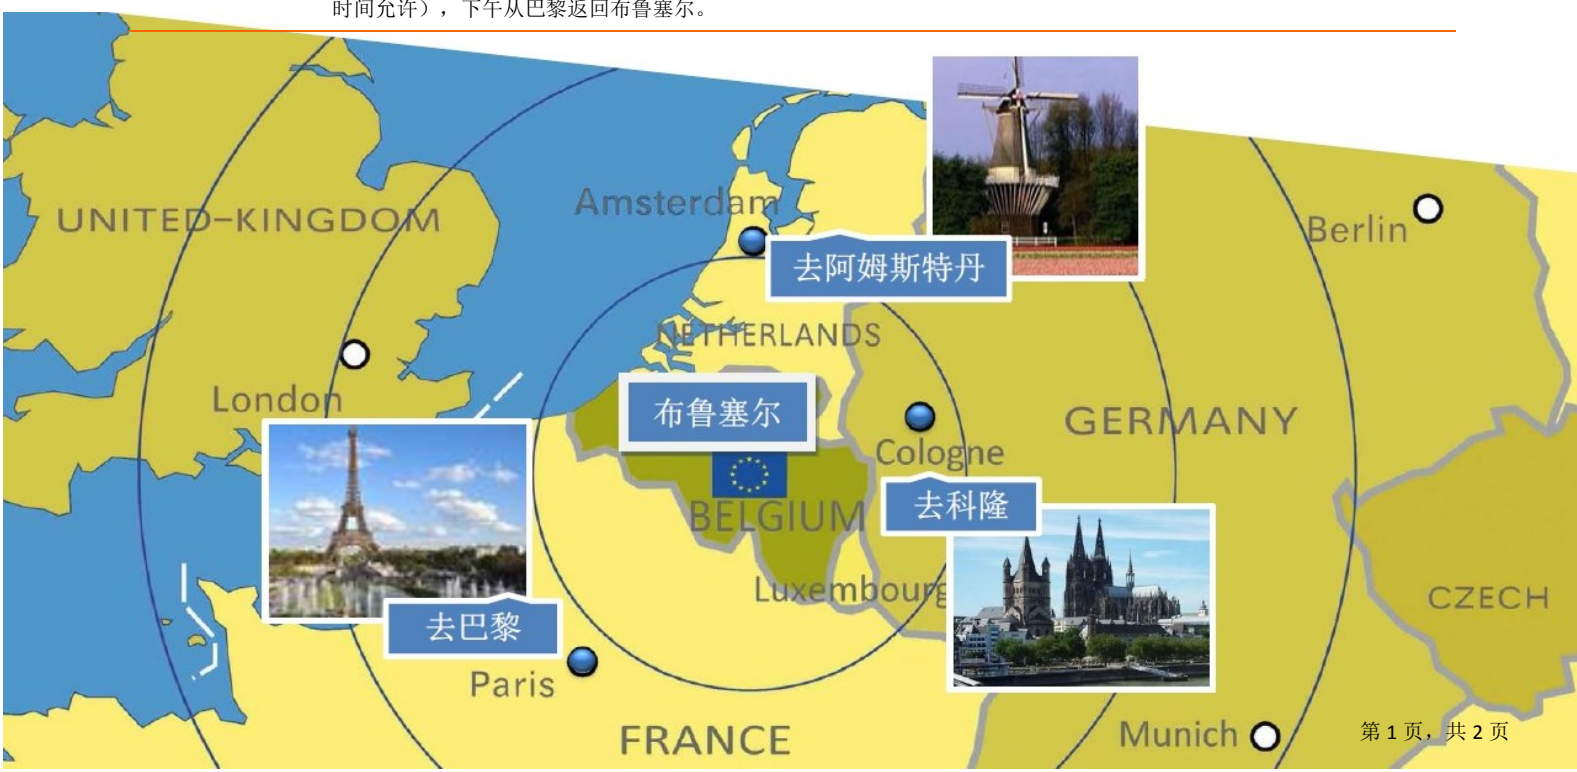 时间允许），下午从巴黎返回布鲁塞尔。
Amsterdam
UNITED-KINGDOM
Berlin
去阿姆斯特丹
NETHERLANDS
London
布鲁塞尔
GERMANY
Cologne
去科隆
BELGIUM
Luxembourg
CZECH
去巴黎
Paris
FRANCE
Munich
第 1 页，共 2 页